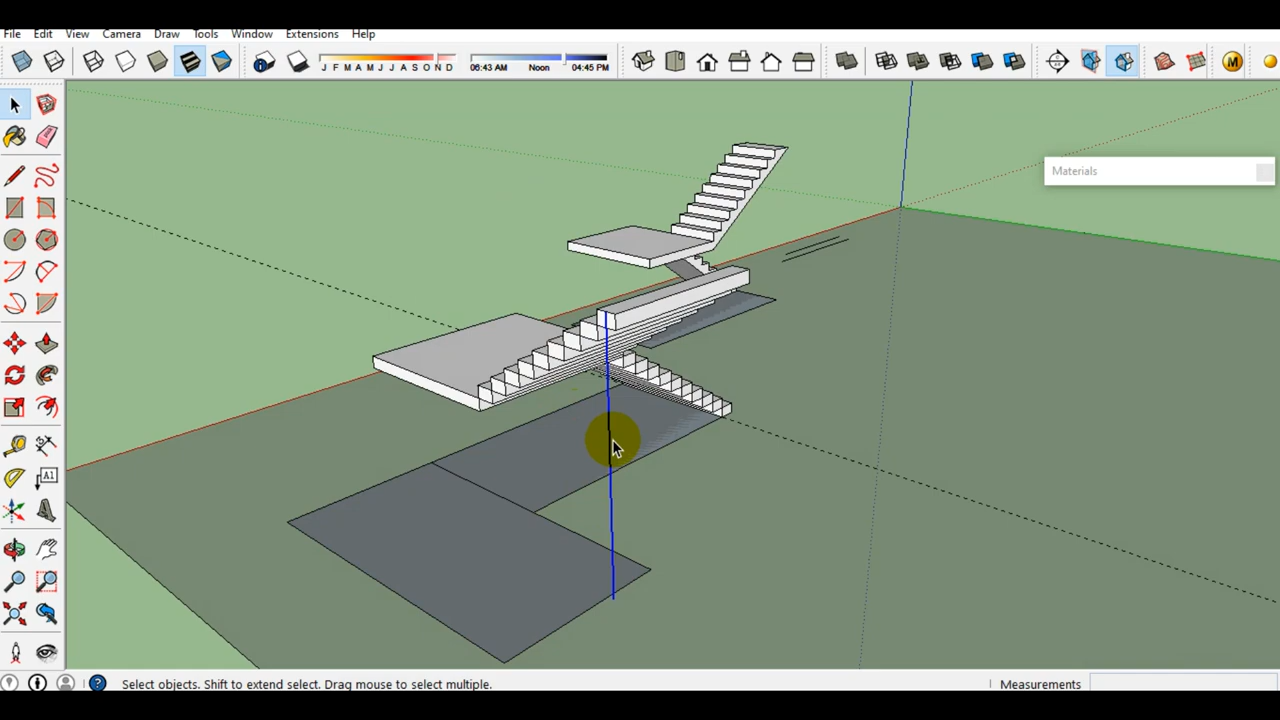 File Edit View Camera Draw Tools Window Extensions Help
J F M A M J J A S O N D 06:43 AM Noon 04:45 PM
M
Materials
A1
A
Select objects. Shift to extend select. Drag mouse to select multiple. Measurements